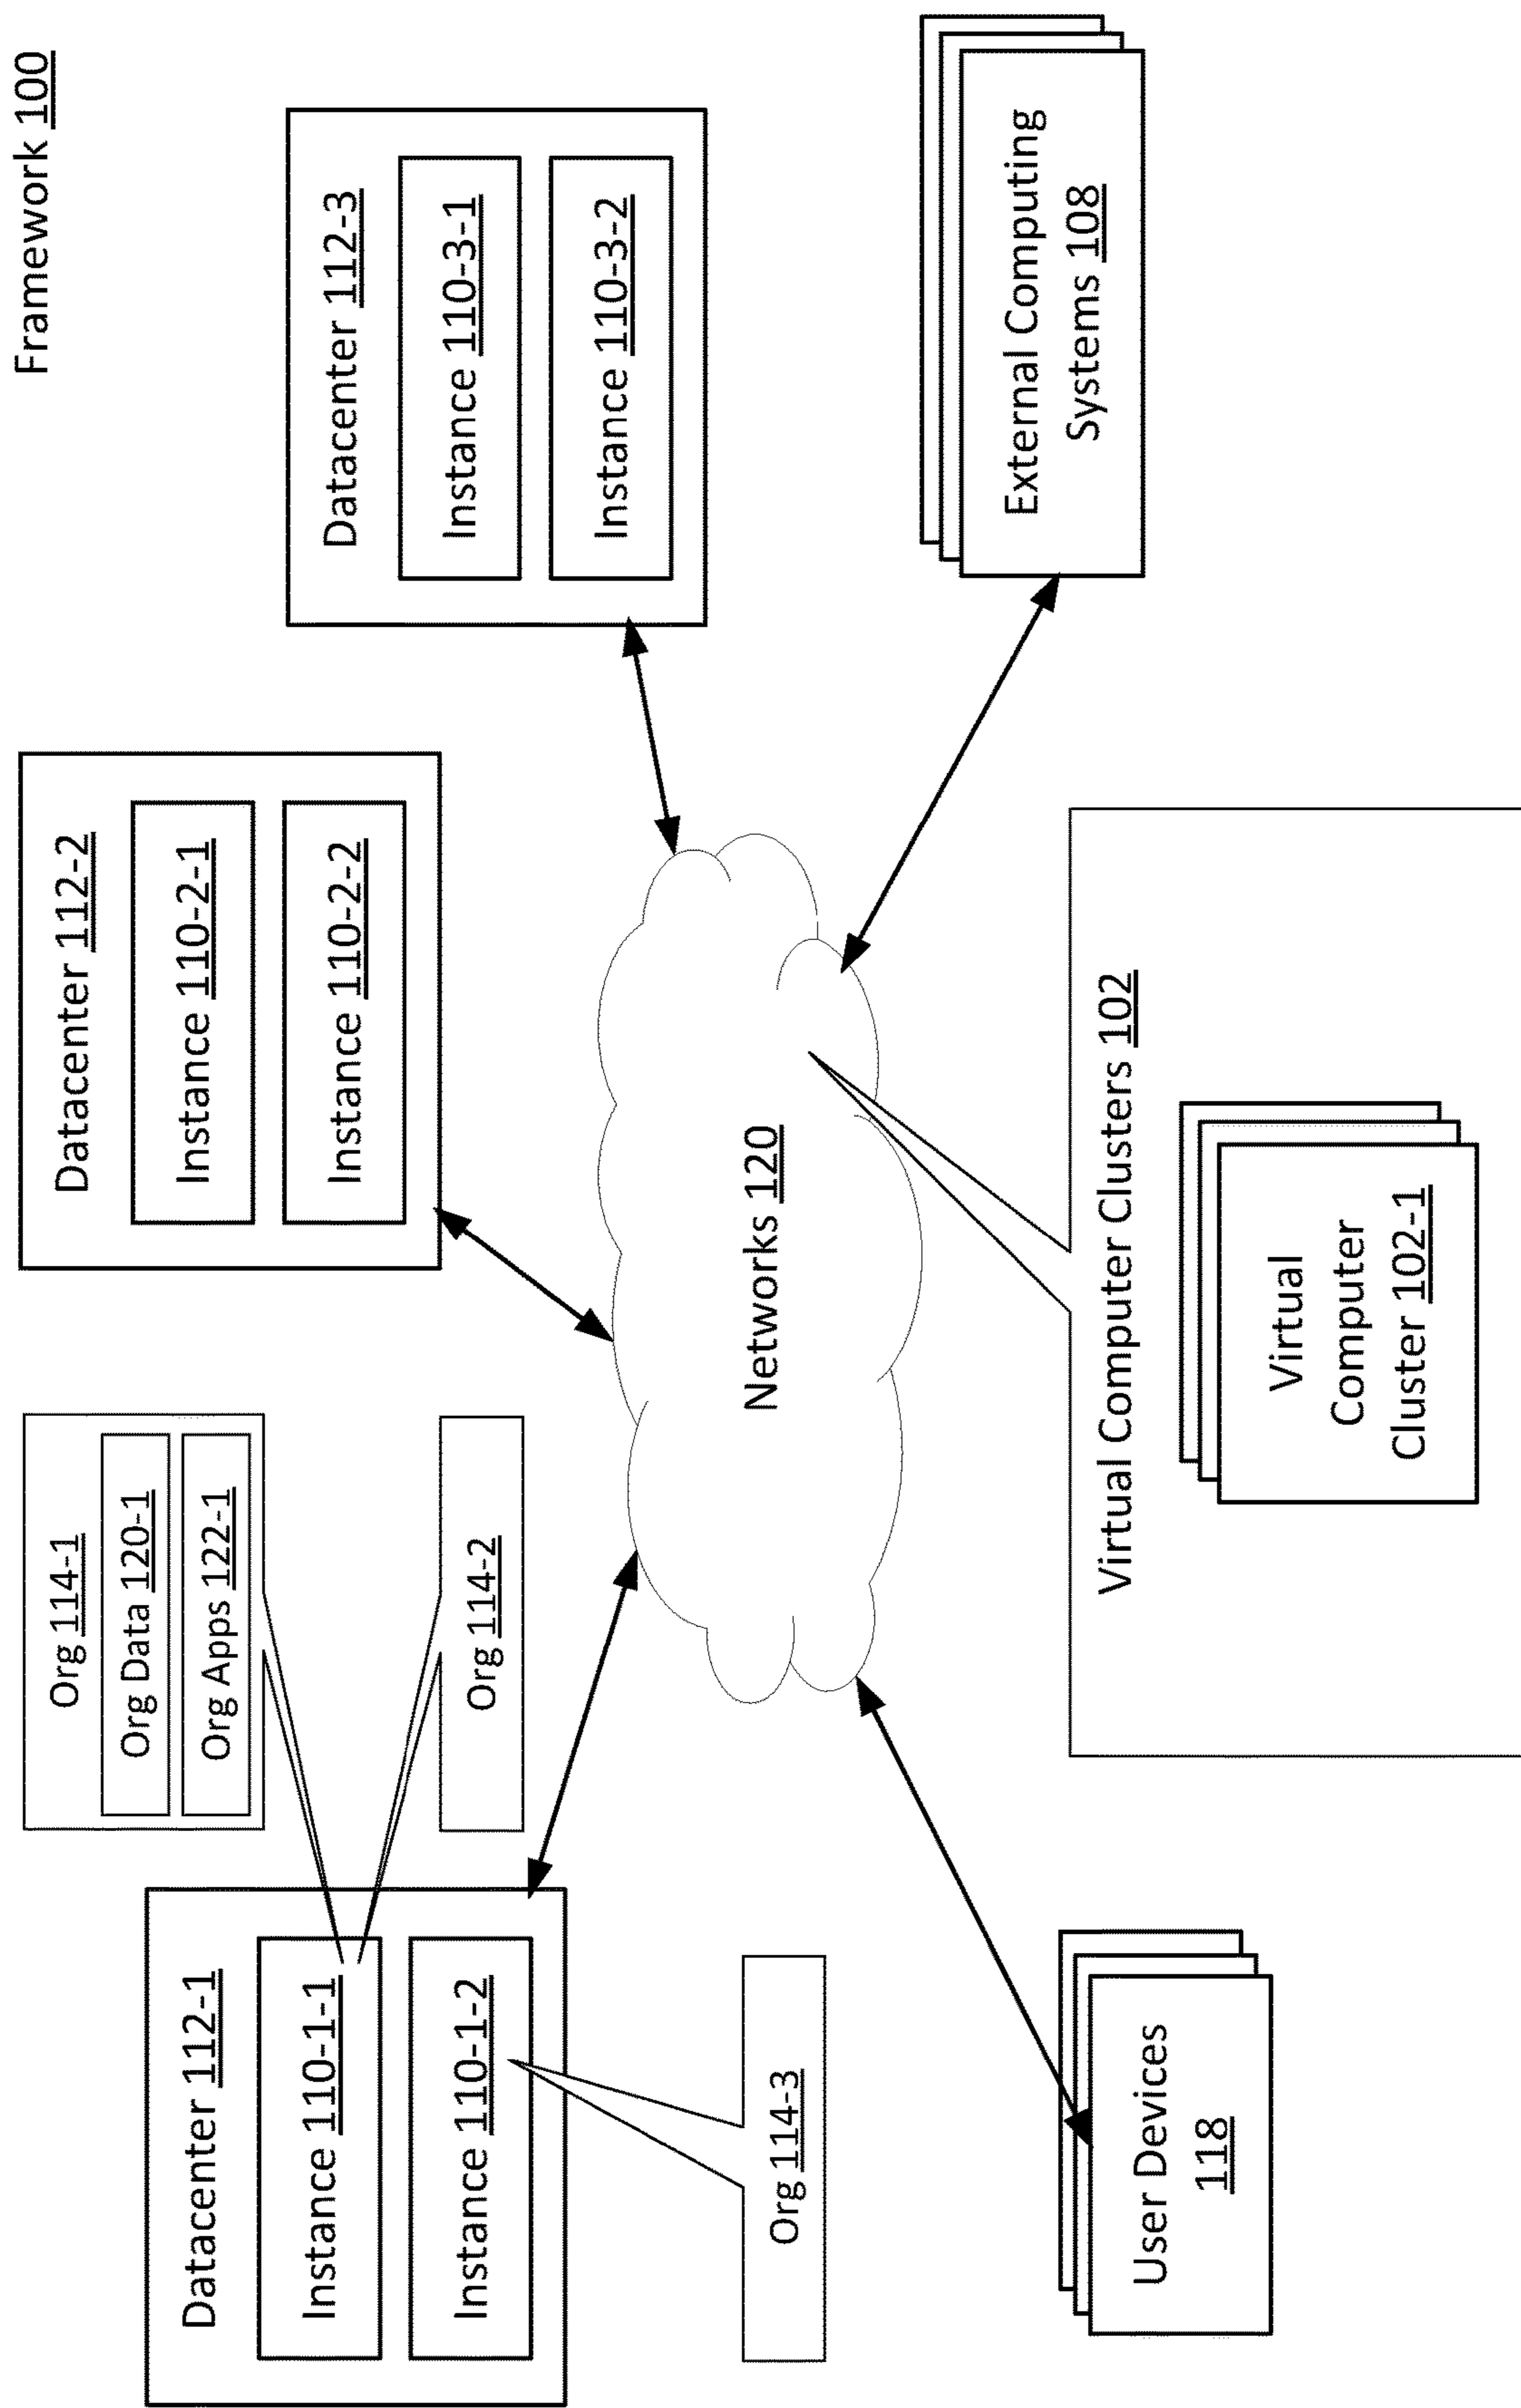 Framework 100
Datacenter 112-1
Instance 110-1-1
Instance 110-1-2
Org 114-1
Org Data 120-1
Org Apps 122-1
Org 114-2
Org 114-3
Datacenter 112-2
Instance 110-2-1
Instance 110-2-2
Datacenter 112-3
Instance 110-3-1
Instance 110-3-2
Networks 120
User Devices
118
Virtual Computer Clusters 102
Virtual
Computer
Cluster 102-1
External Computing
Systems 108